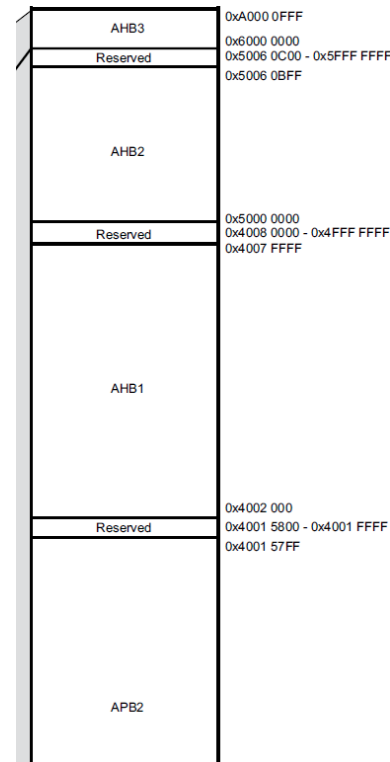 0xA000 0FFF
AHB3
0x6000 0000
Reserved 0x5006 0C00 - 0x5FFF FFFF
0x5006 0BFF
AHB2
0x5000 0000
Reserved 0x4008 0000 - 0x4FFF FFFF
0x4007 FFFF
AHB1
0x4002 000
Reserved 0x4001 5800 - 0x4001 FFFF
0x4001 57FF
APB2